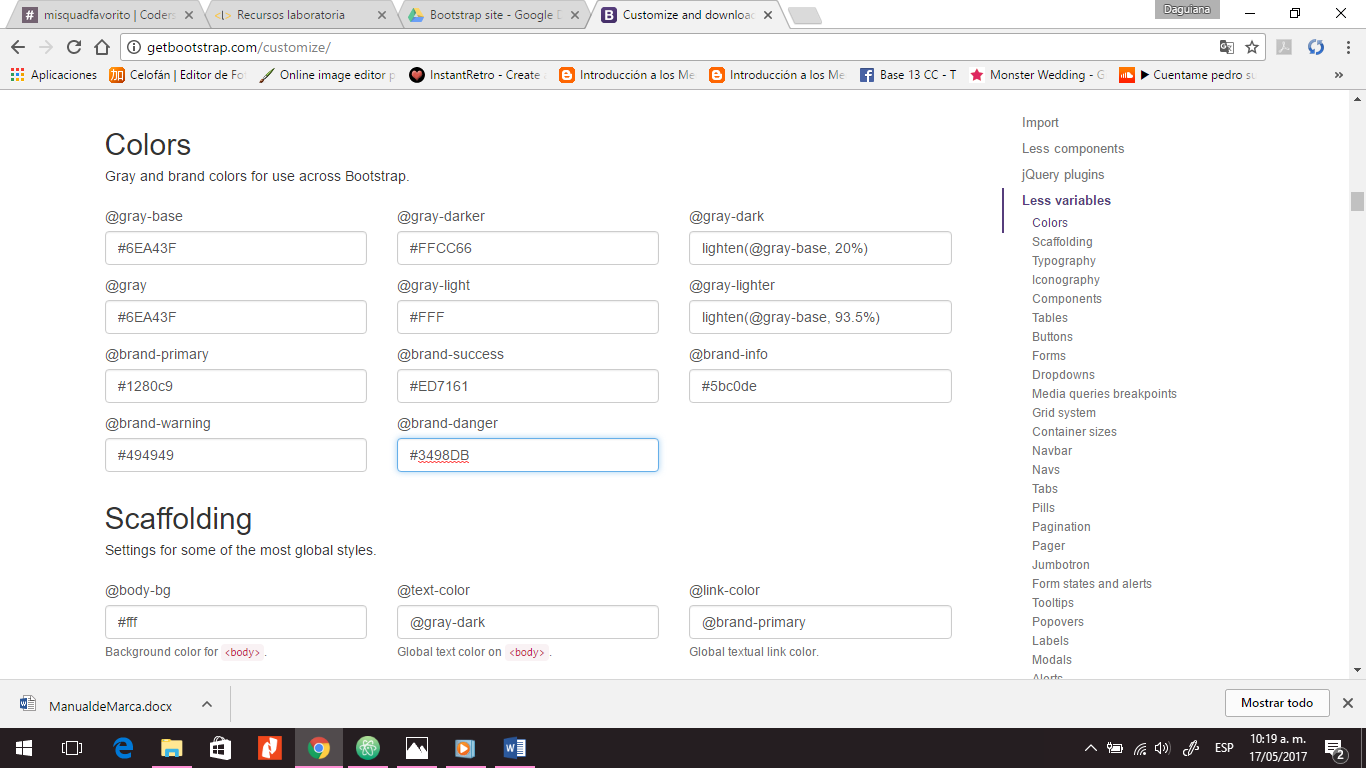 misquadfavorito | Coders
Recursos laboratoria
Bootstrap site - Google D
Customize and download
Daguiana
getbootstrap.com/customize/
Aplicaciones
Celofán | Editor de Fo
Online image editor p
InstantRetro - Create
Introducción a los Me
Introducción a los Me
Base 13 CC - T
Monster Wedding - G
▶ Cuentame pedro su
»
Colors
Gray and brand colors for use across Bootstrap.
@gray-base @gray-darker @gray-dark
#6EA43F #FFCC66 lighten(@gray-base, 20%)
@gray @gray-light @gray-lighter
#6EA43F #FFF lighten(@gray-base, 93.5%)
@brand-primary @brand-success @brand-info
#1280c9 #ED7161 #5bc0de
@brand-warning @brand-danger
#494949 #3498DB
Scaffolding
Settings for some of the most global styles.
@body-bg @text-color @link-color
#fff @gray-dark @brand-primary
Background color for <body>. Global text color on <body>. Global textual link color.
Import
Less components
jQuery plugins
Less variables
Colors
Scaffolding
Typography
Iconography
Components
Tables
Buttons
Forms
Dropdowns
Media queries breakpoints
Grid system
Container sizes
Navbar
Navs
Tabs
Pills
Pagination
Pager
Jumbotron
Form states and alerts
Tooltips
Popovers
Labels
Modals
Alerts
ManualdeMarca.docx
Mostrar todo
ESP
10:19 a. m.
17/05/2017
2